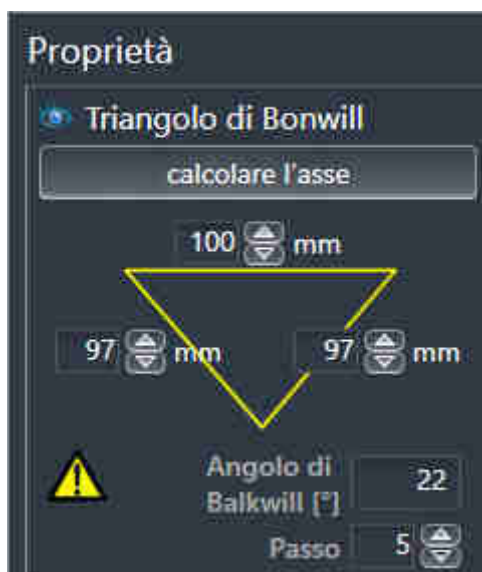 Proprietà
Triangolo di Bonwill
calcolare l'asse
100 mm
97 mm 97 mm
Angolo di
Balkwill [°] 22
Passo 5